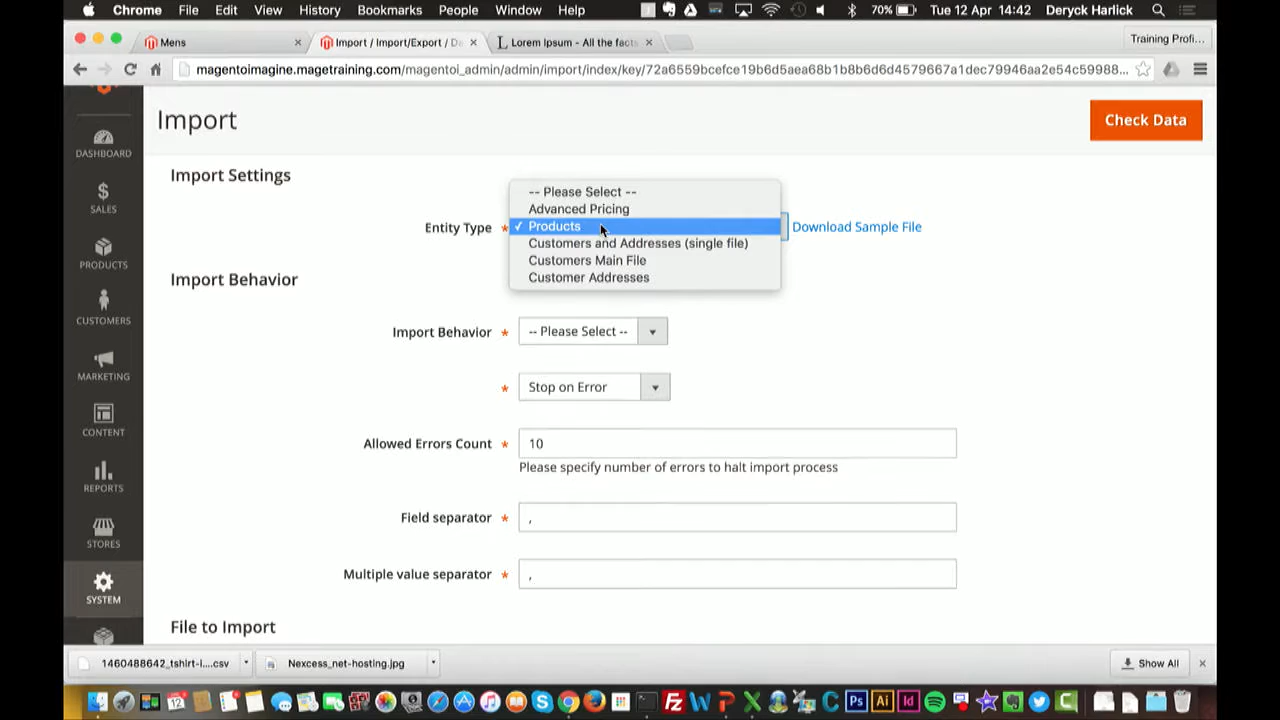 Chrome File Edit View History Bookmarks People Window Help 70% Tue 12 Apr 14:42 Deryck Harlick
Mens Import / Import/Export / Da Lorem Ipsum - All the facts Training Profi...
magentoimagine.magetraining.com/magentoi_admin/admin/import/index/key/72a6559bcefce19b6d5aea68b1b8b6d6d4579667a1dec79946aa2e54c59988...
Import
Check Data
DASHBOARD
SALES
PRODUCTS
CUSTOMERS
MARKETING
CONTENT
REPORTS
STORES
SYSTEM
Import Settings
Entity Type *
-- Please Select --
Advanced Pricing
✓ Products
Customers and Addresses (single file)
Customers Main File
Customer Addresses
Download Sample File
Import Behavior
Import Behavior * -- Please Select --
* Stop on Error
Allowed Errors Count * 10
Please specify number of errors to halt import process
Field separator * ,
Multiple value separator * ,
File to Import
1460488642_tshirt-i....csv Nexcess_net-hosting.jpg Show All